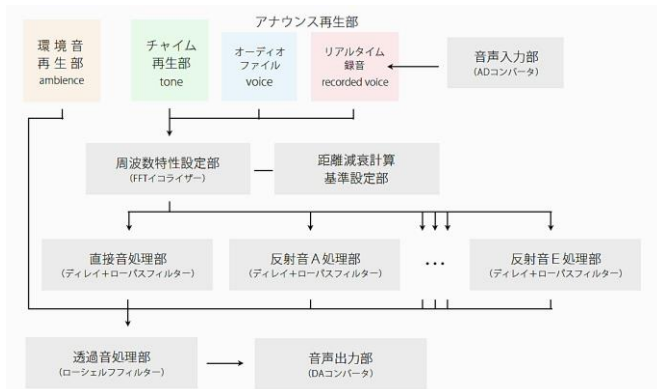 アナウンス再生部
環境音
再生部
ambience
チャイム
再生部
tone
オーディオ
ファイル
voice
リアルタイム
録音
recorded voice
音声入力部
(ADコンバータ)
周波数特性設定部
(FFTイコライザー)
距離減衰計算
基準設定部
直接音処理部
(ディレイ+ローパスフィルター)
反射音A処理部
(ディレイ+ローパスフィルター)
•••
反射音E処理部
(ディレイ+ローパスフィルター)
透過音処理部
(ローシェルフフィルター)
音声出力部
(DAコンバータ)